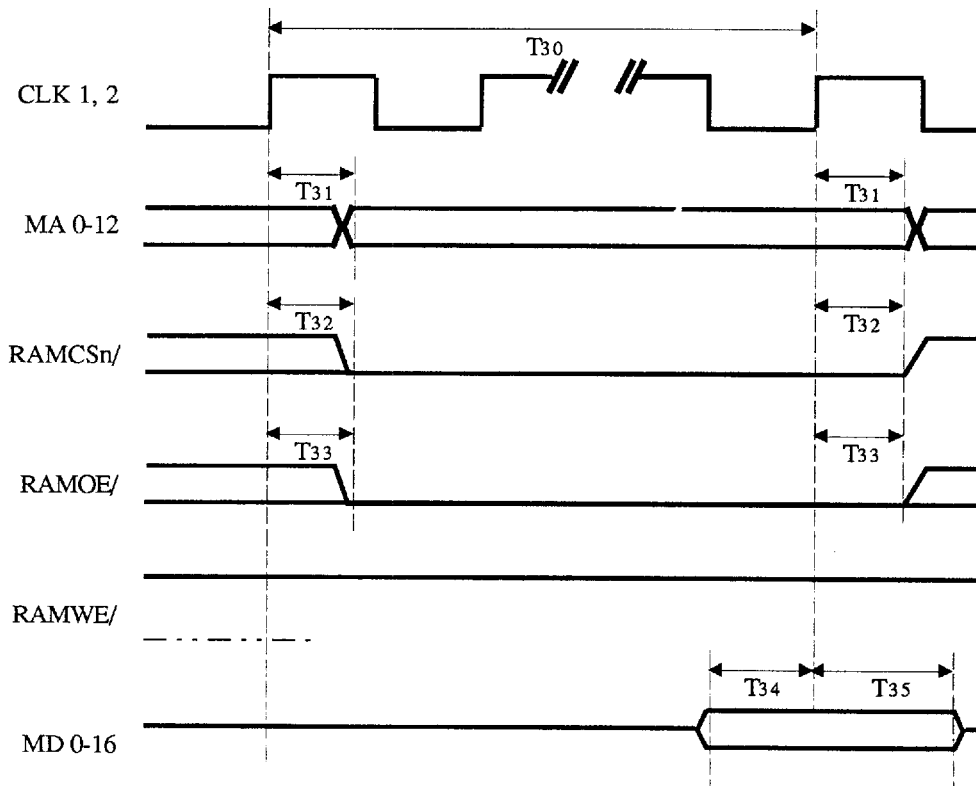 T30
CLK 1, 2
T31 T31
MA 0-12
T32 T32
RAMCSn/
T33 T33
RAMOE/
RAMWE/
T34 T35
MD 0-16